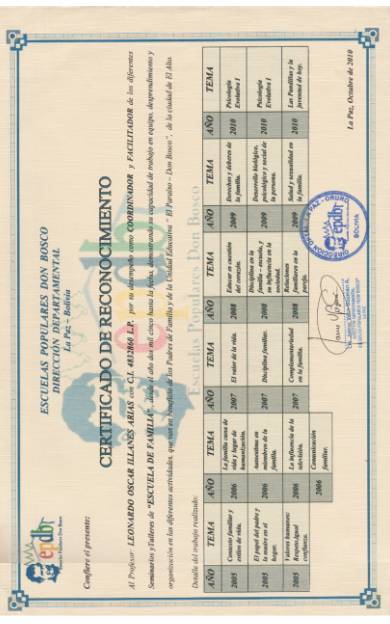 ESCUELAS POPULARES DON BOSCO
DIRECCIÓN DEPARTAMENTAL
La Paz - Bolivia
epdb
Escuelas Populares Don Bosco
Confiere el presente:
CERTIFICADO DE RECONOCIMIENTO
Al Profesor: LEONARDO OSCAR ILLANES ARIAS con C.I. 4812866 L.P. por su desempeño como COORDINADOR y FACILITADOR de los diferentes
Seminarios y Talleres de "ESCUELA DE FAMILIA", desde el año dos mil cinco hasta la fecha, demostrando su capacidad de trabajo en equipo, desprendimiento y
organización en las diferentes actividades, que van en beneficio de los Padres de Familia y de la Unidad Educativa "El Paraíso – Don Bosco", de la ciudad de El Alto.
Escuelas Populares Don Bosco
Detalle del trabajo realizado:
AÑO TEMA AÑO TEMA AÑO TEMA AÑO TEMA AÑO TEMA AÑO TEMA
2005 Comunicación familiar y estilos de vida. 2006 La familia cuna de vida y lugar de humanización. 2007 El valor de la vida. 2008 Educar es cuestión del corazón. 2009 Derechos y deberes de la familia. 2010 Psicología Evolutiva I
2005 El papel del padre y la madre en el hogar. 2006 Autoestima en miembros de la familia. 2007 Disciplina familiar. 2008 Disciplina en la familia – escuela, y su influencia en la sociedad. 2009 Desarrollo biológico, psicológico y social de la persona. 2010 Psicología Evolutiva I
2005 Valores humanos: Respeto igual confianza. 2006 La influencia de la televisión. 2007 Complementariedad en la familia. 2008 Relaciones familiares en la pareja. 2009 Salud y sexualidad en la familia. 2010 Las Pandillas y la juventud de hoy.
2006 Comunicación familiar.
epdb
BOLIVIA
La Paz, Octubre de 2010